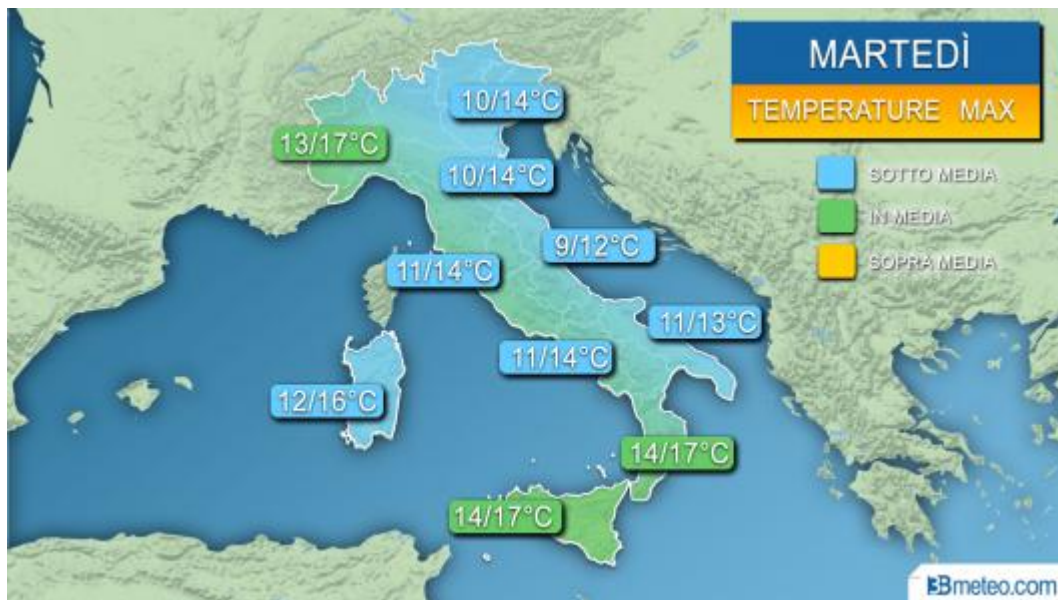 MARTEDÌ
TEMPERATURE MAX
SOTTO MEDIA
IN MEDIA
SOPRA MEDIA
10/14°C
13/17°C
10/14°C
9/12°C
11/14°C
11/13°C
11/14°C
12/16°C
14/17°C
14/17°C
3Bmeteo.com